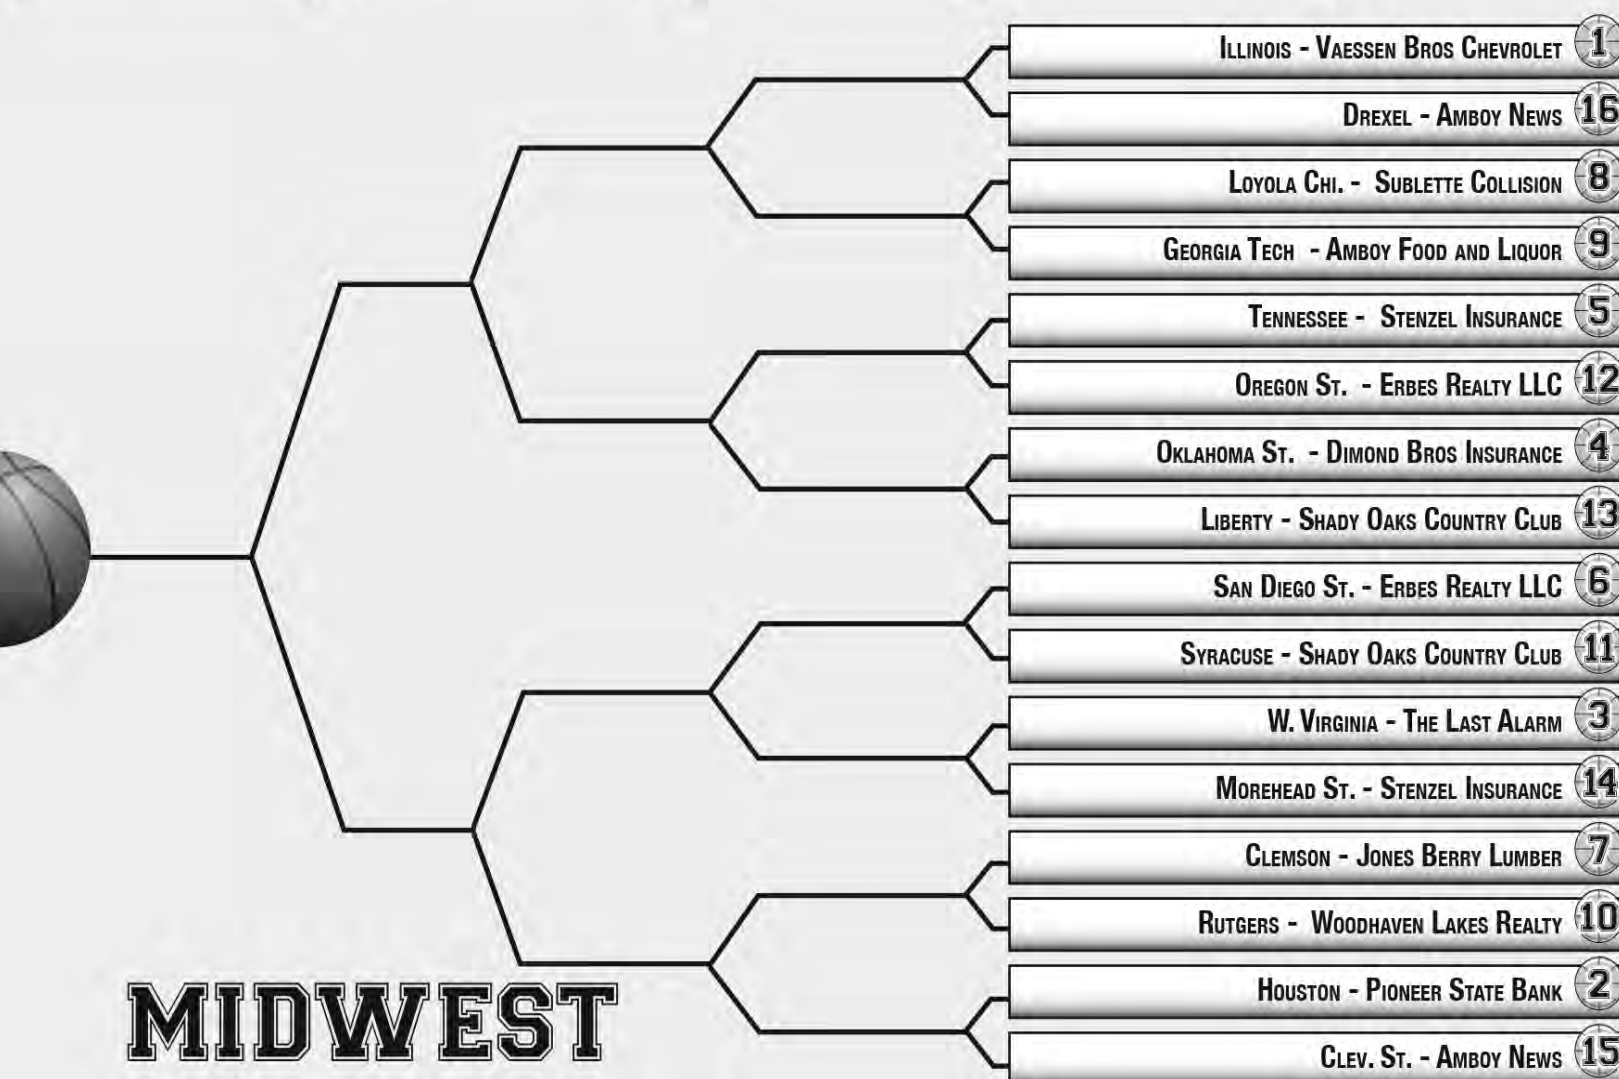 Illinois - Vaessen Bros Chevrolet 1
Drexel - Amboy News 16
Loyola Chi. - Sublette Collision 8
Georgia Tech - Amboy Food and Liquor 9
Tennessee - Stenzel Insurance 5
Oregon St. - Erbes Realty LLC 12
Oklahoma St. - Dimond Bros Insurance 4
Liberty - Shady Oaks Country Club 13
San Diego St. - Erbes Realty LLC 6
Syracuse - Shady Oaks Country Club 11
W. Virginia - The Last Alarm 3
Morehead St. - Stenzel Insurance 14
Clemson - Jones Berry Lumber 7
Rutgers - Woodhaven Lakes Realty 10
Houston - Pioneer State Bank 2
Clev. St. - Amboy News 15
MIDWEST